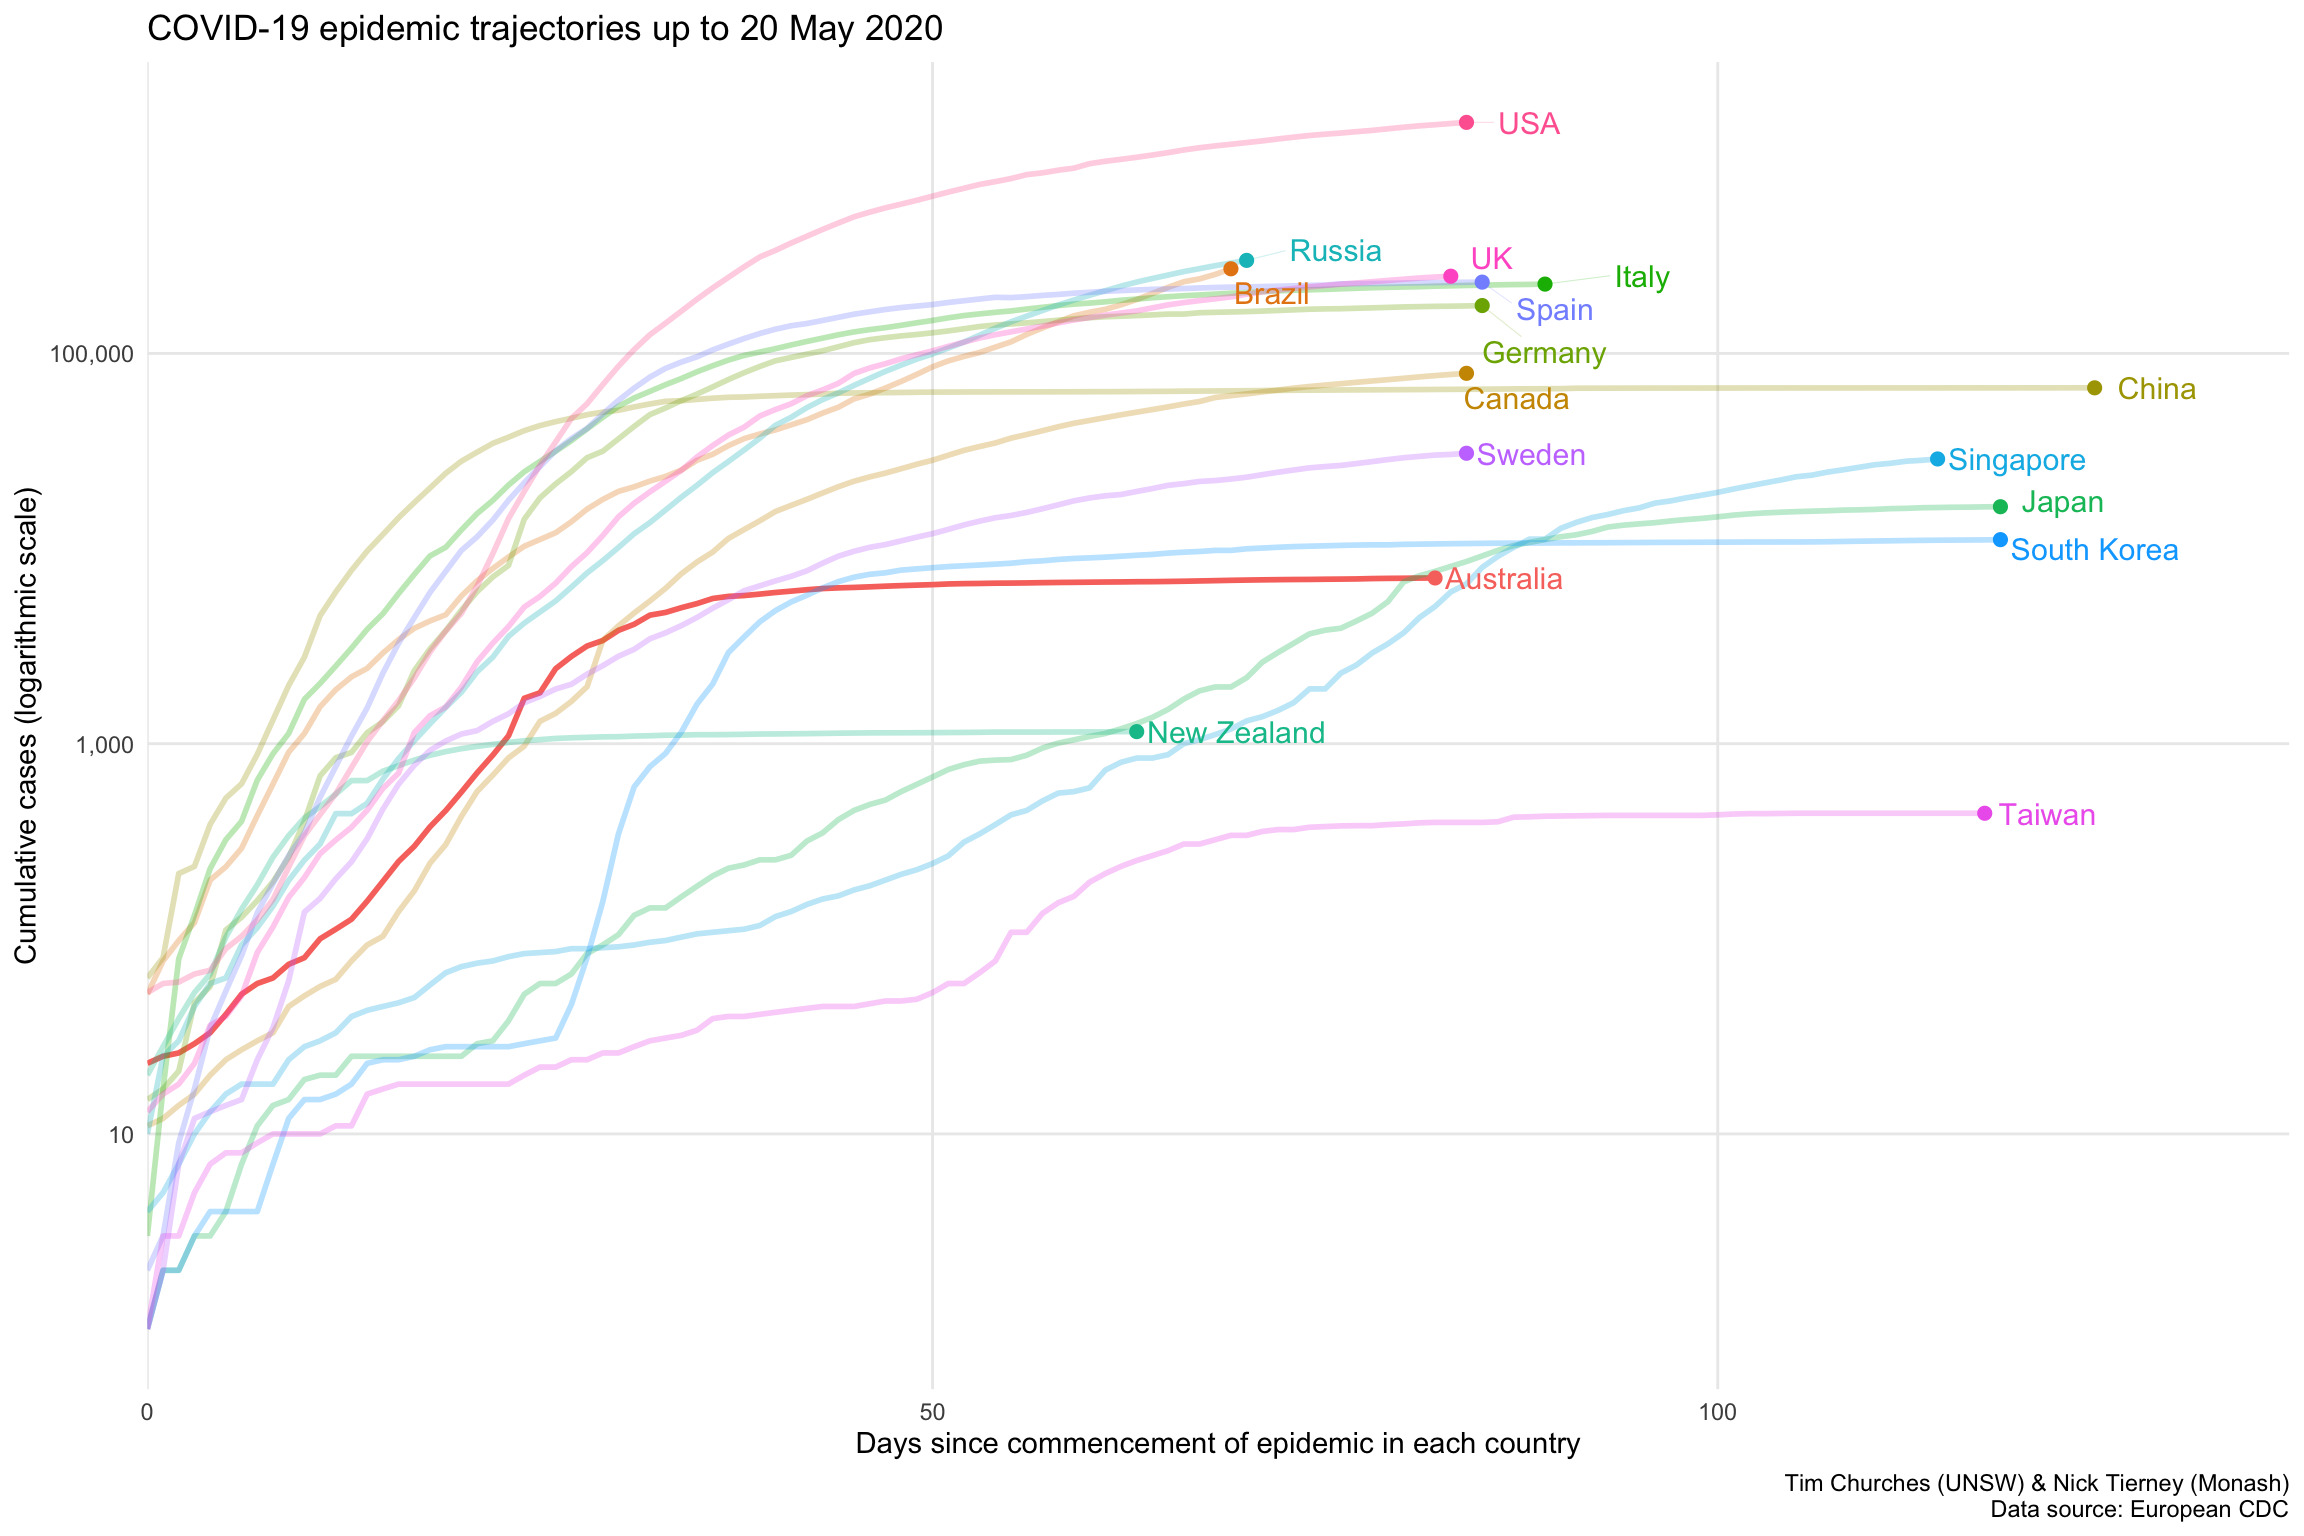 COVID-19 epidemic trajectories up to 20 May 2020
USA
Russia
UK
Italy
Brazil
Spain
Germany
100,000
China
Canada
Sweden
Singapore
Japan
South Korea
Australia
New Zealand
1,000
Taiwan
10
Cumulative cases (logarithmic scale)
0
50
100
Days since commencement of epidemic in each country
Tim Churches (UNSW) & Nick Tierney (Monash)
Data source: European CDC